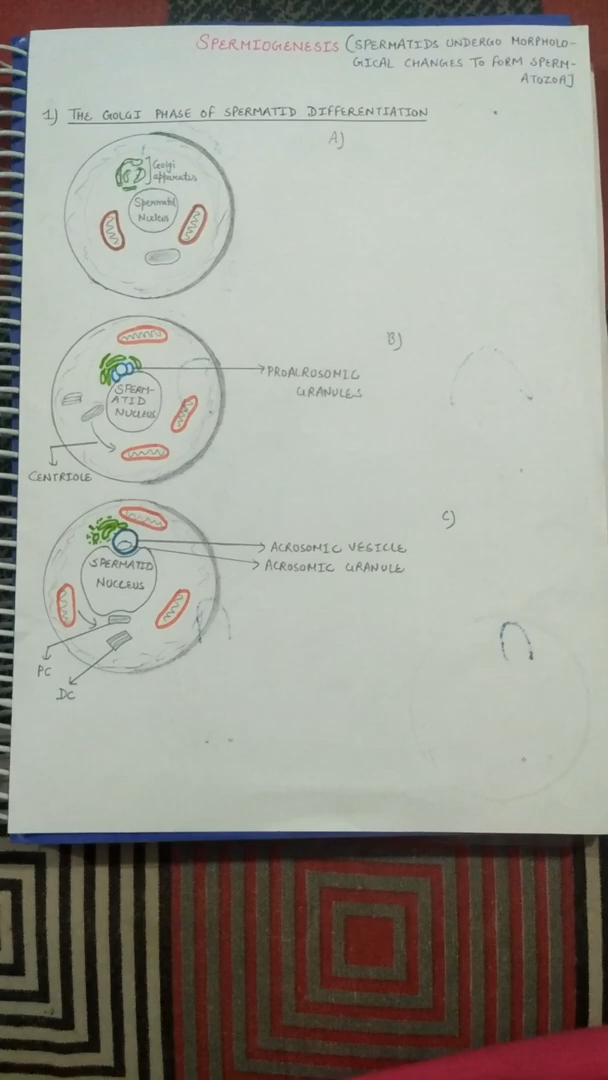 SPERMIOGENESIS (SPERMATIDS UNDERGO MORPHOLO-
GICAL CHANGES TO FORM SPERM-
ATOZOA]
1) THE GOLGI PHASE OF SPERMATID DIFFERENTIATION
A)
Golgi
apparatus
Spermatid
Nucleus
B)
PROACROSOMIC
GRANULES
SPERM-
ATID
NUCLEUS
CENTRIOLE
C)
ACROSOMIC VESICLE
ACROSOMIC GRANULE
SPERMATID
NUCLEUS
PC
DC